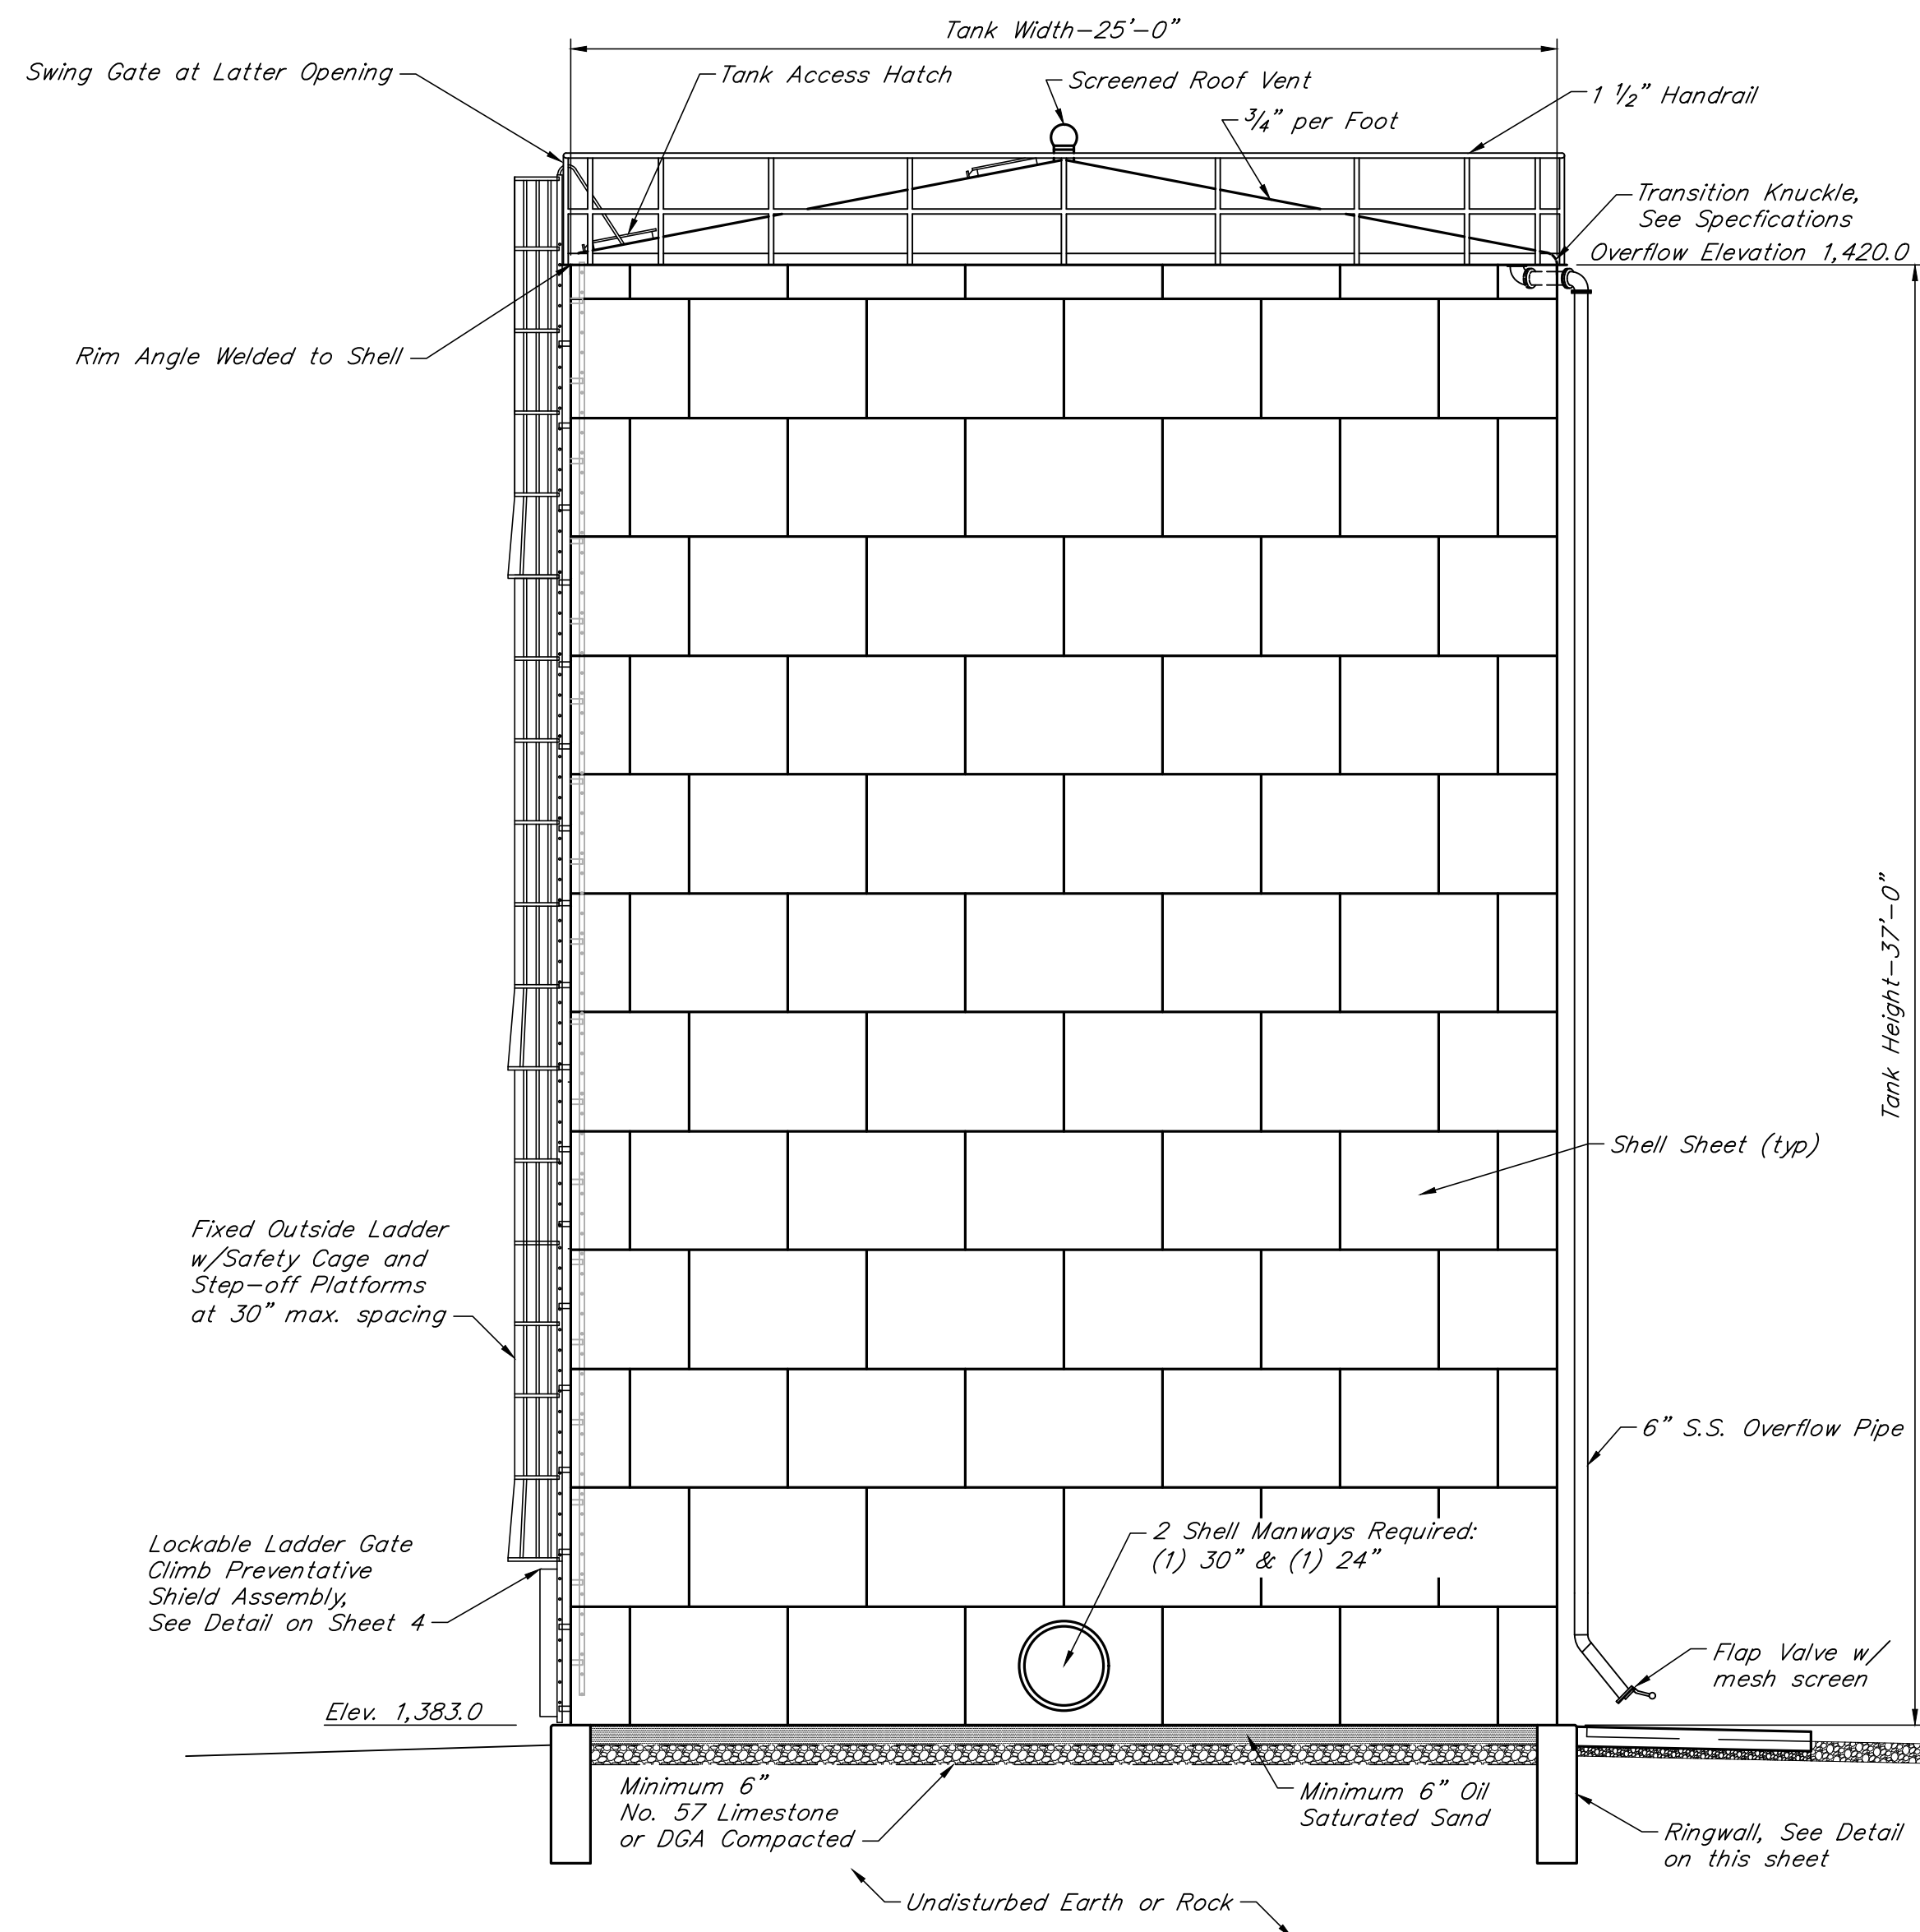 Tank Width-25'-0"
Swing Gate at Latter Opening
Tank Access Hatch
Screened Roof Vent
1 1/2" Handrail
3/4" per Foot
Transition Knuckle,
See Specfications
Overflow Elevation 1,420.0
Rim Angle Welded to Shell
Tank Height-37'-0"
Shell Sheet (typ)
Fixed Outside Ladder
w/Safety Cage and
Step-off Platforms
at 30" max. spacing
6" S.S. Overflow Pipe
2 Shell Manways Required:
(1) 30" & (1) 24"
Lockable Ladder Gate
Climb Preventative
Shield Assembly,
See Detail on Sheet 4
Flap Valve w/
mesh screen
Elev. 1,383.0
Minimum 6"
No. 57 Limestone
or DGA Compacted
Minimum 6" Oil
Saturated Sand
Ringwall, See Detail
on this sheet
Undisturbed Earth or Rock